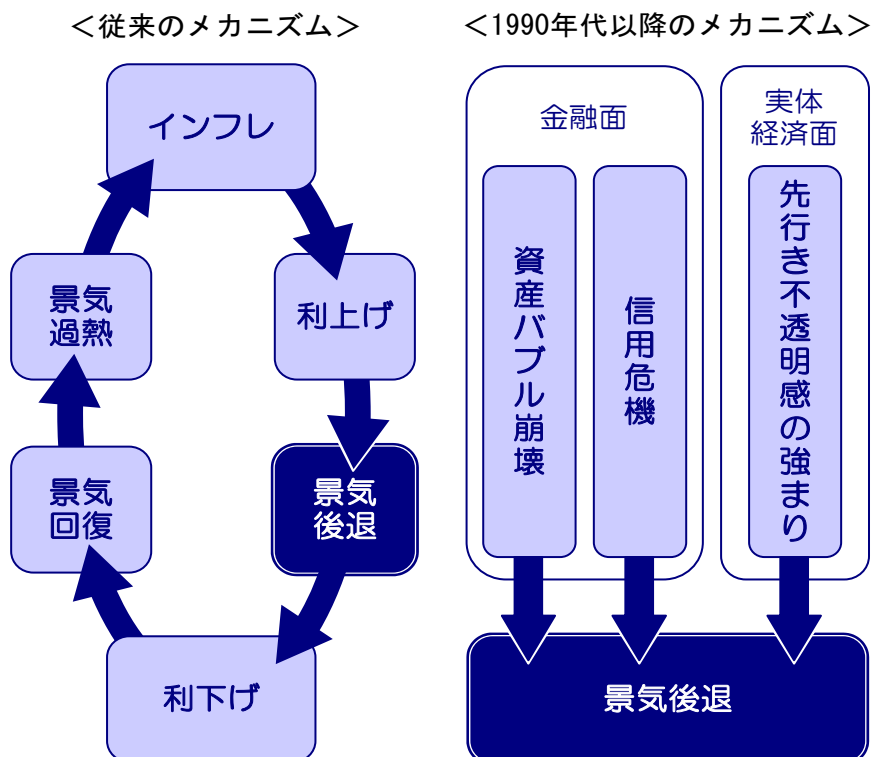 ＜従来のメカニズム＞
インフレ
利上げ
景気
後退
利下げ
景気
回復
景気
過熱
＜1990年代以降のメカニズム＞
金融面
資産バブル崩壊
信用危機
実体
経済面
先行き不透明感の強まり
景気後退